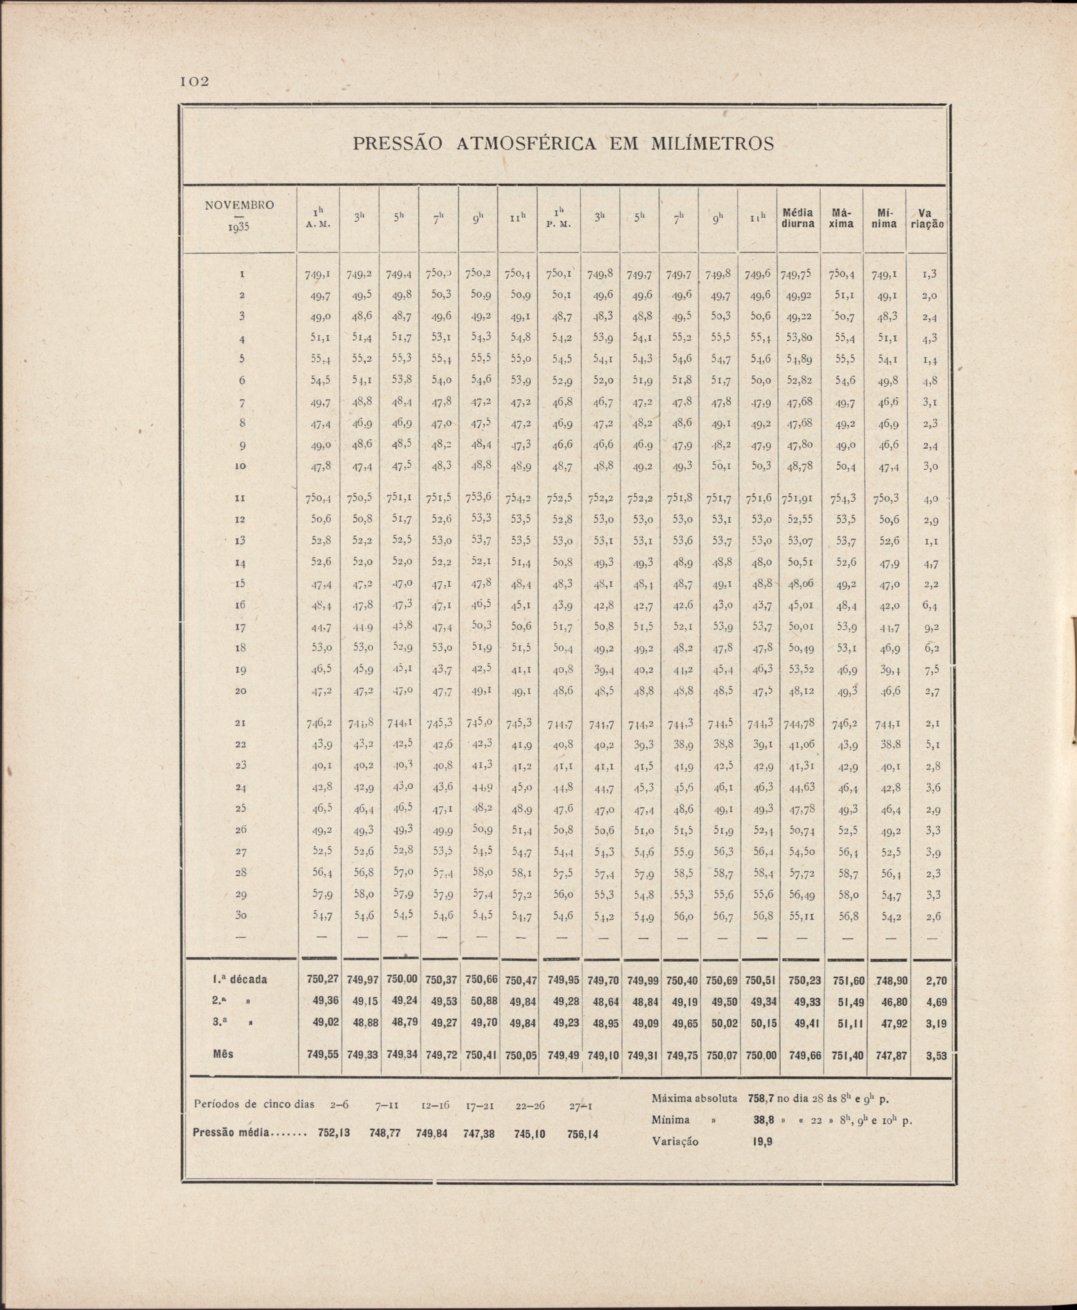 102
PRESSÃO ATMOSFÉRICA EM MILÍMETROS
NOVEMBRO — 1935 1h A. M. 3h 5h 7h 9h 11h 1h P. M. 3h 5h 7h 9h 11h Média diurna Má- xima Mí- nima Va riação
1 749,1 749,2 749,4 750,0 750,2 750,4 750,1 749,8 749,7 749,7 749,8 749,6 749,75 750,4 749,1 1,3
2 49,7 49,5 49,8 50,3 50,9 50,9 50,1 49,6 49,6 49,6 49,7 49,6 49,92 51,1 49,1 2,0
3 49,0 48,6 48,7 49,6 49,2 49,1 48,7 48,3 48,8 49,5 50,3 50,6 49,22 50,7 48,3 2,4
4 51,1 51,4 51,7 53,1 54,3 54,8 54,2 53,9 54,1 55,2 55,5 55,4 53,80 55,4 51,1 4,3
5 55,4 55,2 55,3 55,4 55,5 55,0 54,5 54,1 54,3 54,6 54,7 54,6 54,89 55,5 54,1 1,4
6 54,5 54,1 53,8 54,0 54,6 53,9 52,9 52,0 51,9 51,8 51,7 50,0 52,82 54,6 49,8 4,8
7 49,7 48,8 48,4 47,8 47,2 47,2 46,8 46,7 47,2 47,8 47,8 47,9 47,68 49,7 46,6 3,1
8 47,4 46,9 46,9 47,0 47,5 47,2 46,9 47,2 48,2 48,6 49,1 49,2 47,68 49,2 46,9 2,3
9 49,0 48,6 48,5 48,2 48,4 47,3 46,6 46,6 46,9 47,9 48,2 47,9 47,80 49,0 46,6 2,4
10 47,8 47,4 47,5 48,3 48,8 48,9 48,7 48,8 49,2 49,3 50,1 50,3 48,78 50,4 47,4 3,0
11 750,4 750,5 751,1 751,5 753,6 754,2 752,5 752,2 752,2 751,8 751,7 751,6 751,91 754,3 750,3 4,0
12 50,6 50,8 51,7 52,6 53,3 53,5 52,8 53,0 53,0 53,0 53,1 53,0 52,55 53,5 50,6 2,9
13 52,8 52,2 52,5 53,0 53,7 53,5 53,0 53,1 53,1 53,6 53,7 53,0 53,07 53,7 52,6 1,1
14 52,6 52,0 52,0 52,2 52,1 51,4 50,8 49,3 49,3 48,9 48,8 48,0 50,51 52,6 47,9 4,7
15 47,4 47,2 47,0 47,1 47,8 48,4 48,3 48,1 48,4 48,7 49,1 48,8 48,06 49,2 47,0 2,2
16 48,4 47,8 47,3 47,1 46,5 45,1 43,9 42,8 42,7 42,6 43,0 43,7 45,01 48,4 42,0 6,4
17 44,7 44,9 45,8 47,4 50,3 50,6 51,7 50,8 51,5 52,1 53,9 53,7 50,01 53,9 44,7 9,2
18 53,0 53,0 52,9 53,0 51,9 51,5 50,4 49,2 49,2 48,2 47,8 47,8 50,49 53,1 46,9 6,2
19 46,5 45,9 45,1 43,7 42,5 41,1 40,8 39,4 40,2 44,2 45,4 46,3 53,52 46,9 39,4 7,5
20 47,2 47,2 47,0 47,7 49,1 49,1 48,6 48,5 48,8 48,8 48,5 47,5 48,12 49,3 46,6 2,7
21 746,2 744,8 744,1 745,3 745,0 745,3 744,7 744,7 744,2 744,3 744,5 744,3 744,78 746,2 744,1 2,1
22 43,9 43,2 42,5 42,6 42,3 41,9 40,8 40,2 39,3 38,9 38,8 39,1 41,06 43,9 38,8 5,1
23 40,1 40,2 40,3 40,8 41,3 41,2 41,1 41,1 41,5 41,9 42,5 42,9 41,31 42,9 40,1 2,8
24 42,8 42,9 43,0 43,6 44,9 45,0 44,8 44,7 45,3 45,6 46,1 46,3 44,63 46,4 42,8 3,6
25 46,5 46,4 46,5 47,1 48,2 48,9 47,6 47,0 47,4 48,6 49,1 49,3 47,78 49,3 46,4 2,9
26 49,2 49,3 49,3 49,9 50,9 51,4 50,8 50,6 51,0 51,5 51,9 52,4 50,74 52,5 49,2 3,3
27 52,5 52,6 52,8 53,5 54,5 54,7 54,4 54,3 54,6 55,9 56,3 56,4 54,50 56,4 52,5 3,9
28 56,4 56,8 57,0 57,4 58,0 58,1 57,5 57,4 57,9 58,5 58,7 58,4 57,72 58,7 56,4 2,3
29 57,9 58,0 57,9 57,9 57,4 57,2 56,0 55,3 54,8 55,3 55,6 55,6 56,49 58,0 54,7 3,3
30 54,7 54,6 54,5 54,6 54,5 54,7 54,6 54,2 54,9 56,0 56,7 56,8 55,11 56,8 54,2 2,6
— — — — — — — — — — — — — — — — —
1.ª década 750,27 749,97 750,00 750,37 750,66 750,47 749,95 749,70 749,99 750,40 750,69 750,51 750,23 751,60 748,90 2,70
2.ª » 49,36 49,15 49,24 49,53 50,88 49,84 49,28 48,64 48,84 49,19 49,50 49,34 49,33 51,49 46,80 4,69
3.ª » 49,02 48,88 48,79 49,27 49,70 49,84 49,23 48,95 49,09 49,65 50,02 50,15 49,41 51,11 47,92 3,19
Mês 749,55 749,33 749,34 749,72 750,41 750,05 749,49 749,10 749,31 749,75 750,07 750,00 749,66 751,40 747,87 3,53
Períodos de cinco dias 2–6 7–11 12–16 17–21 22–26 27–1
Pressão média....... 752,13 748,77 749,84 747,38 745,10 756,14
Máxima absoluta 758,7 no dia 28 ás 8h e 9h p.
Mínima » 38,8 » « 22 » 8h, 9h e 10h p.
Variação 19,9